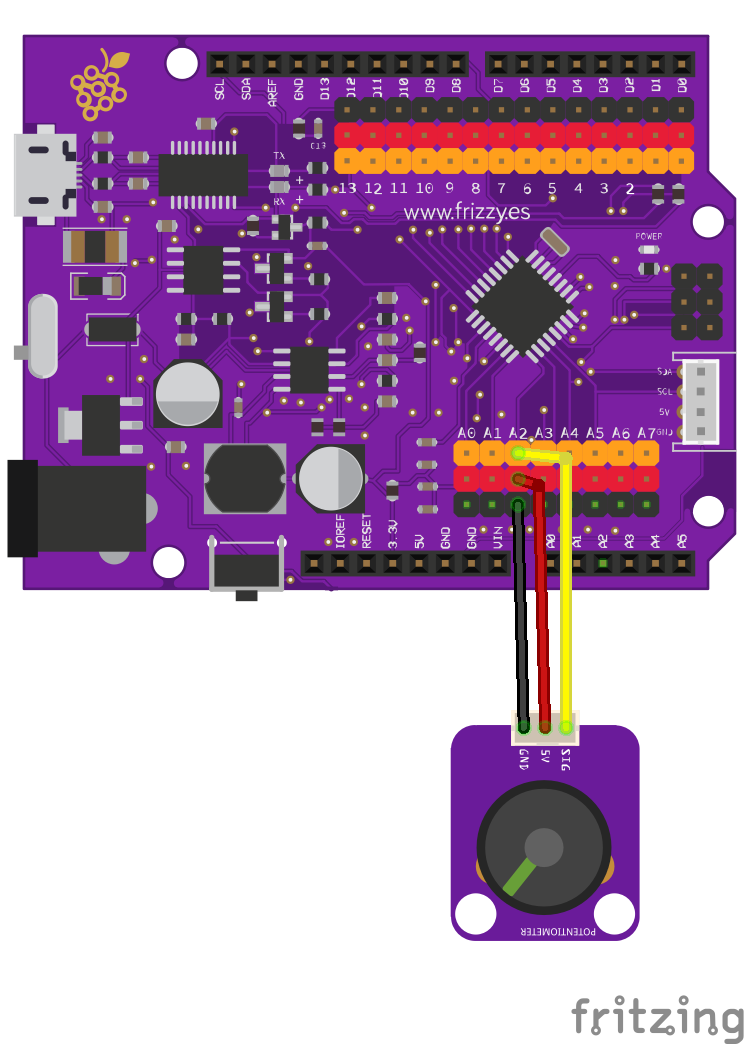 SCL SDA AREF GND D13 D12 D11 D10 D9 D8 D7 D6 D5 D4 D3 D2 D1 D0
TX
RX
+
+
13 12 11 10 9 8 7 6 5 4 3 2
www.frizzy.es
POWER
SDA
SCL
5V
GND
A0 A1 A2 A3 A4 A5 A6 A7
IOREF RESET 3.3V 5V GND GND VIN A0 A1 A2 A3 A4 A5
GND 5V SIG
POTENTIOMETER
fritzing